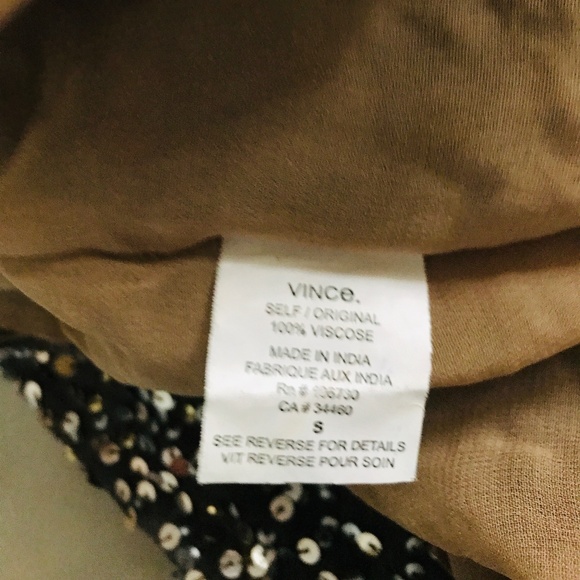 VINCe.
SELF / ORIGINAL
100% VISCOSE
MADE IN INDIA
FABRIQUE AUX INDIA
Rn # 106730
CA # 34460
S
SEE REVERSE FOR DETAILS
VIT REVERSE POUR SOIN